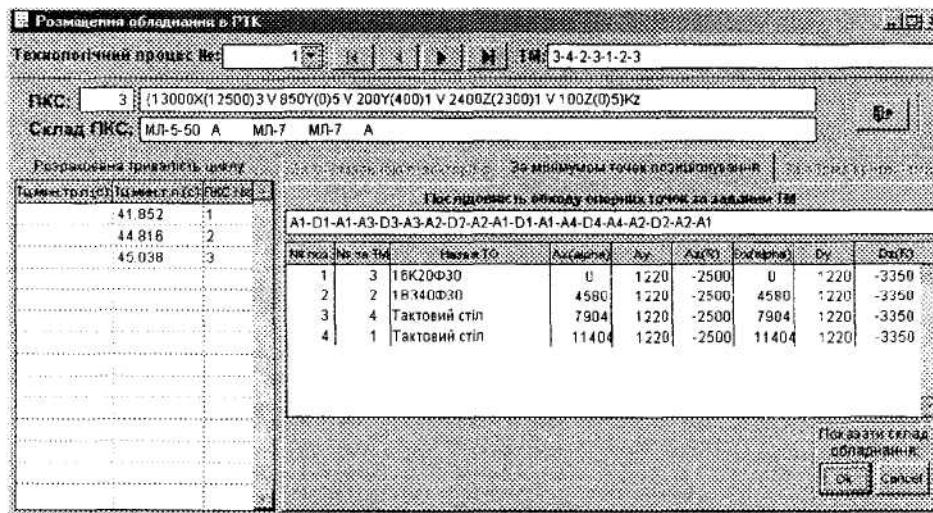 Розміщення обладнання в РТК
Технологічний процес №: 1 ТМ: 3-4-2-3-1-2-3
ПКС: 3 (13000X(12500)3 V 850Y(0)5 V 200Y(400)1 V 2400Z(2300)1 V 100Z(0)5)Kz
Склад ПКС: МЛ-5-50 А МЛ-7 МЛ-7 А
Розрахована тривалість циклу
За мінімумом точок позиціонування
ПКС №
41.852 1
44.816 2
45.038 3
Послідовність обходу опорних точок за заданим ТМ
A1-D1-A1-A3-D3-A3-A2-D2-A2-A1-D1-A1-A4-D4-A4-A2-D2-A2-A1
№ поз № за ТМ Назва ТО Ax(alpha) Ay Az(R) Dx(alpha) Dy Dz(R)
1 3 16К20Ф30 0 1220 -2500 0 1220 -3350
2 2 1В340Ф30 4580 1220 -2500 4580 1220 -3350
3 4 Тактовий стіл 7904 1220 -2500 7904 1220 -3350
4 1 Тактовий стіл 11404 1220 -2500 11404 1220 -3350
Показати склад
обладнання
Ok Cancel